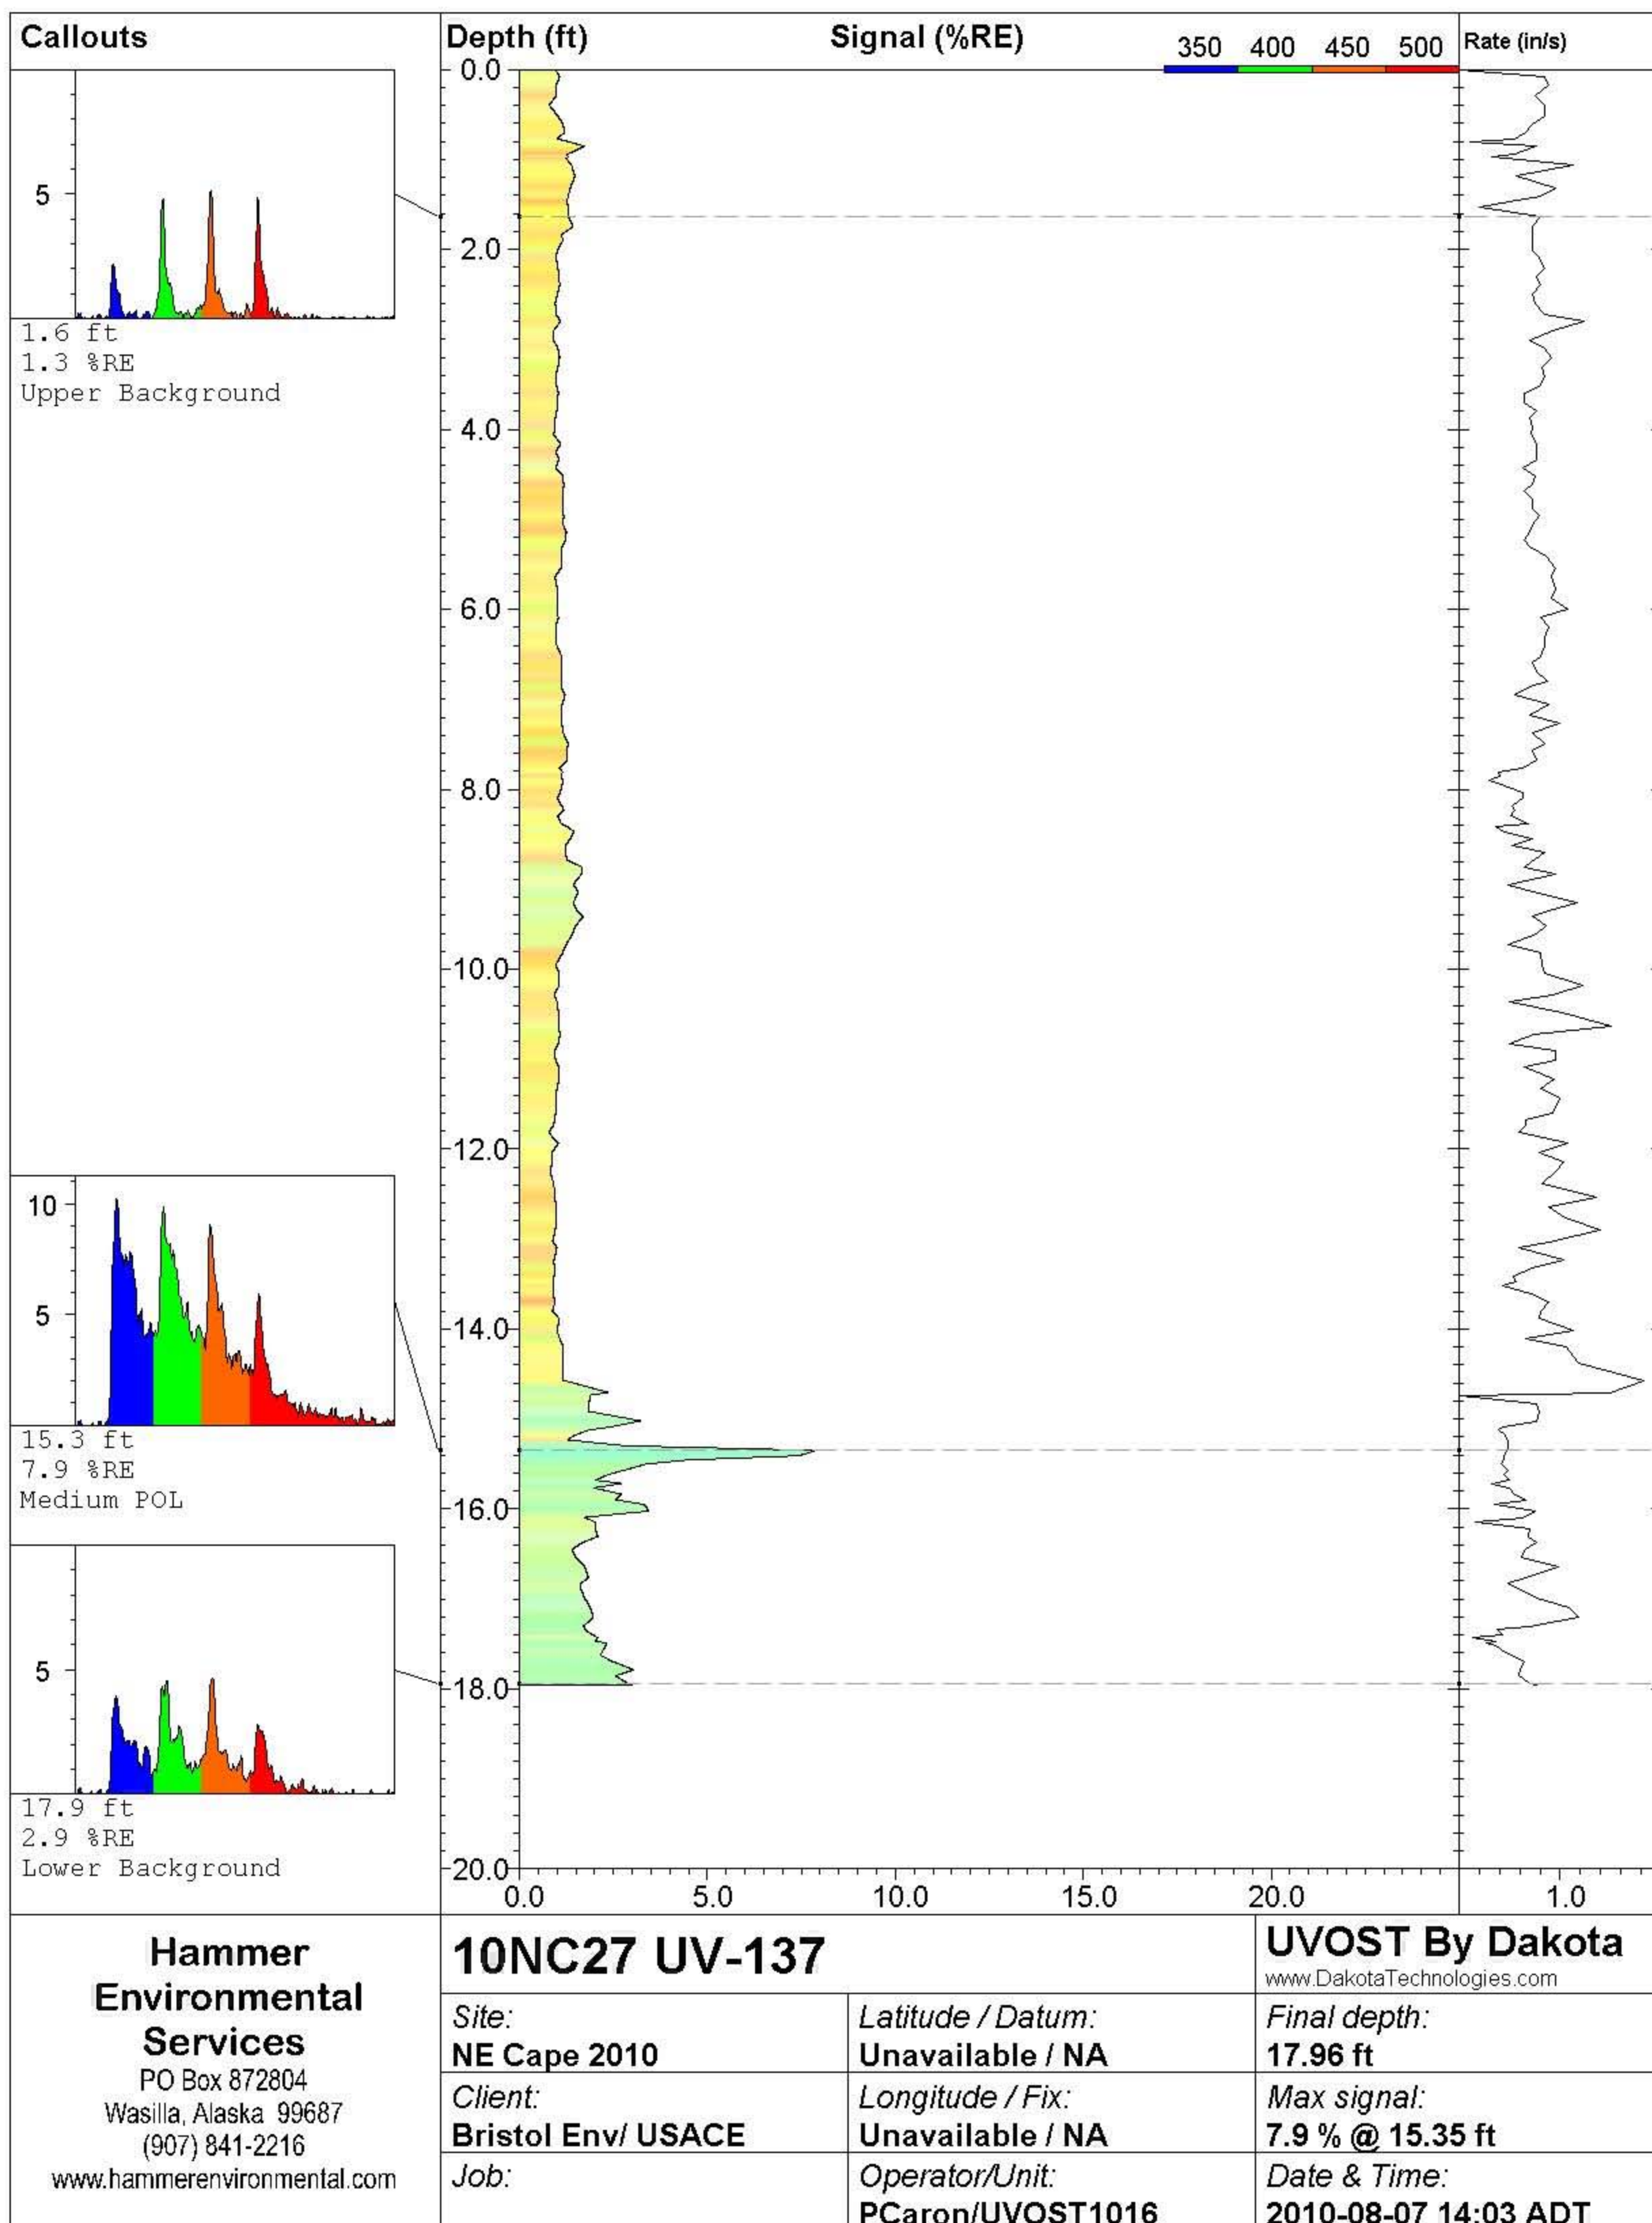 Callouts
Depth (ft)
Signal (%RE)
350 400 450 500
Rate (in/s)
5
1.6 ft
1.3 %RE
Upper Background
10
5
15.3 ft
7.9 %RE
Medium POL
5
17.9 ft
2.9 %RE
Lower Background
0.0
2.0
4.0
6.0
8.0
10.0
12.0
14.0
16.0
18.0
20.0
0.0 5.0 10.0 15.0 20.0
1.0
Hammer
Environmental
Services
PO Box 872804
Wasilla, Alaska 99687
(907) 841-2216
www.hammerenvironmental.com
10NC27 UV-137
UVOST By Dakota
www.DakotaTechnologies.com
Site:
NE Cape 2010
Latitude / Datum:
Unavailable / NA
Final depth:
17.96 ft
Client:
Bristol Env/ USACE
Longitude / Fix:
Unavailable / NA
Max signal:
7.9 % @ 15.35 ft
Job:
Operator/Unit:
PCaron/UVOST1016
Date & Time:
2010-08-07 14:03 ADT